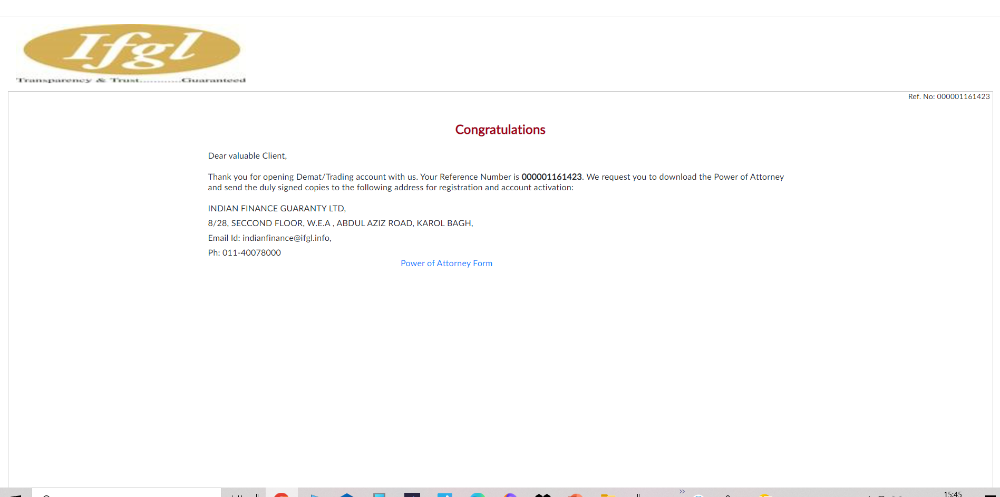 Ifgl
Transparency & Trust............Guaranteed
Ref. No: 000001161423
Congratulations
Dear valuable Client,
Thank you for opening Demat/Trading account with us. Your Reference Number is 000001161423. We request you to download the Power of Attorney
and send the duly signed copies to the following address for registration and account activation:
INDIAN FINANCE GUARANTY LTD,
8/28, SECCOND FLOOR, W.E.A , ABDUL AZIZ ROAD, KAROL BAGH,
Email Id: indianfinance@ifgl.info,
Ph: 011-40078000
Power of Attorney Form
15:45